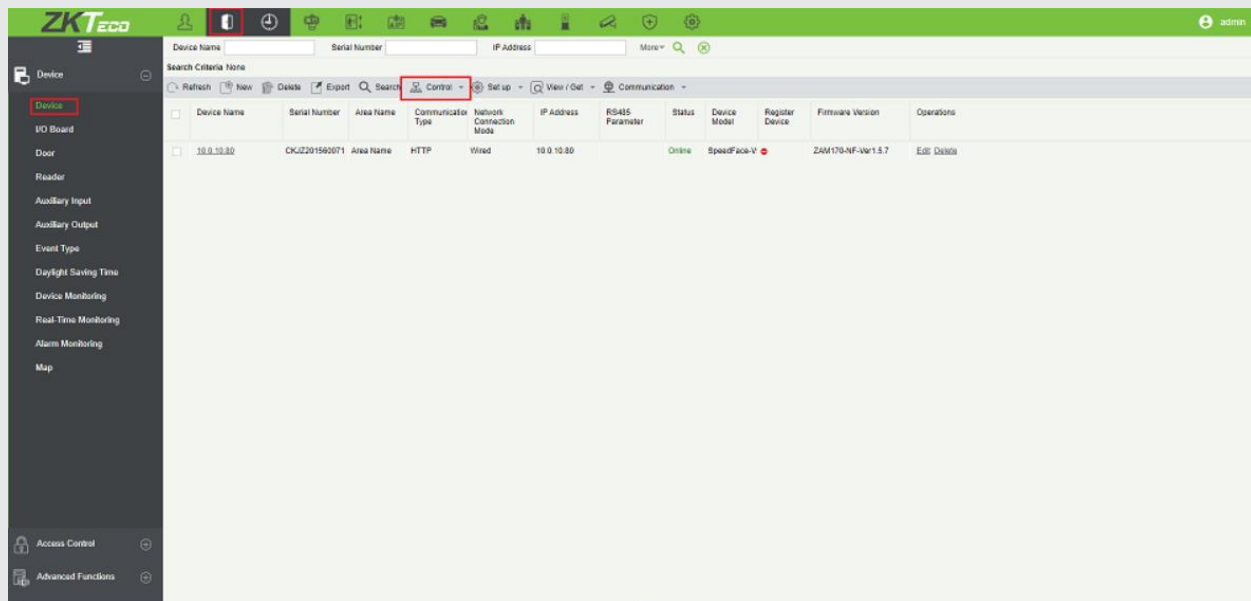 ZKTeco
admin
Device Name
Serial Number
IP Address
More
Search Criteria None
Refresh New Delete Export Search Control Set up View / Get Communication
Device Name Serial Number Area Name Communication Type Network Connection Mode IP Address RS485 Parameter Status Device Model Register Device Firmware Version Operations
10.0.10.80 CKJZ201560071 Area Name HTTP Wired 10.0.10.80 Online SpeedFace-V ZAM170-NF-Ver1.5.7 Edit Delete
Device
Device
I/O Board
Door
Reader
Auxiliary Input
Auxiliary Output
Event Type
Daylight Saving Time
Device Monitoring
Real-Time Monitoring
Alarm Monitoring
Map
Access Control
Advanced Functions